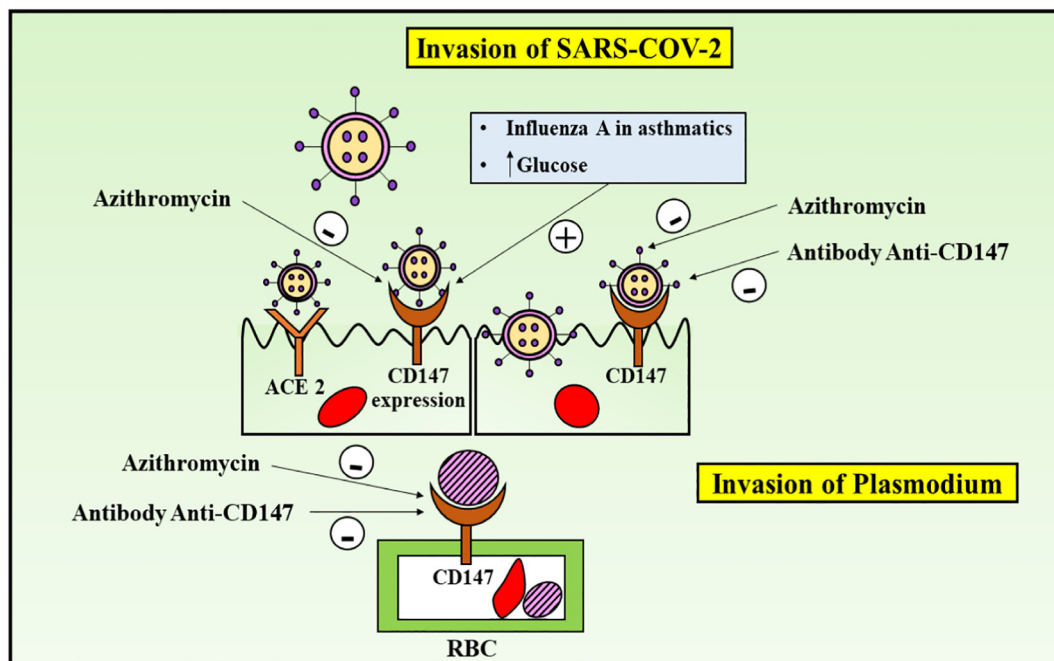 Invasion of SARS-COV-2
• Influenza A in asthmatics
• ↑Glucose
Azithromycin
-
+
-
Azithromycin
Antibody Anti-CD147
-
ACE 2
CD147
expression
CD147
Azithromycin
-
Antibody Anti-CD147
-
Invasion of Plasmodium
CD147
RBC